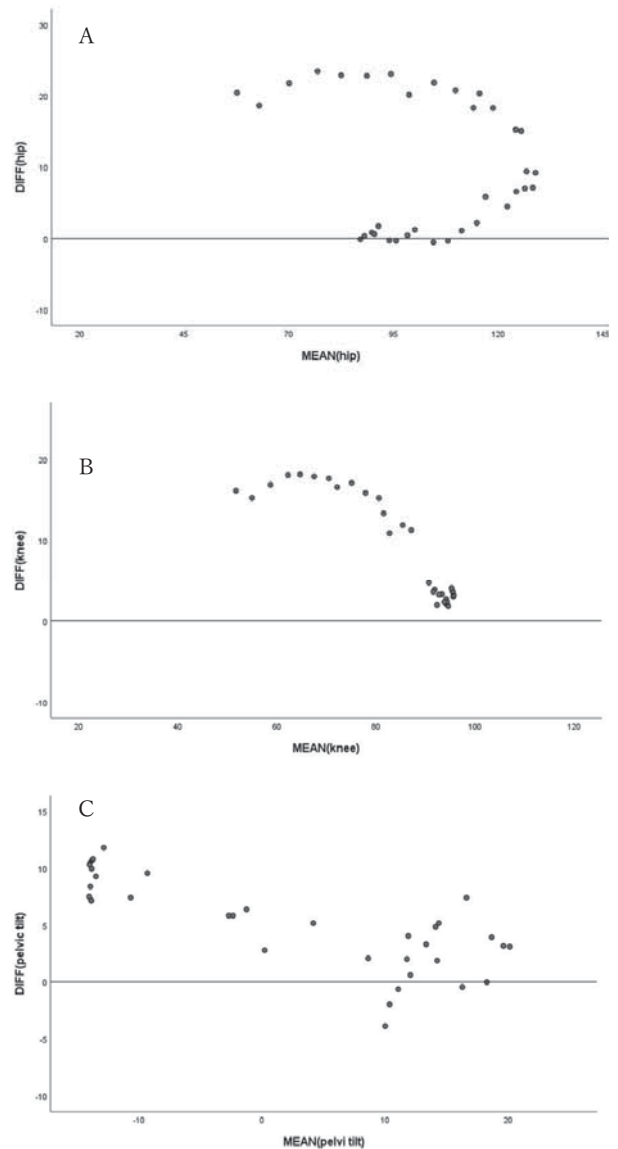 A
30
20
10
0
-10
DIFF(hip)
20 45 70 95 120 145
MEAN(hip)
B
20
10
0
-10
DIFF(knee)
20 40 60 80 100 120
MEAN(knee)
C
15
10
5
0
-5
-10
DIFF(pelvic tilt)
-10 0 10 20
MEAN(pelvi tilt)